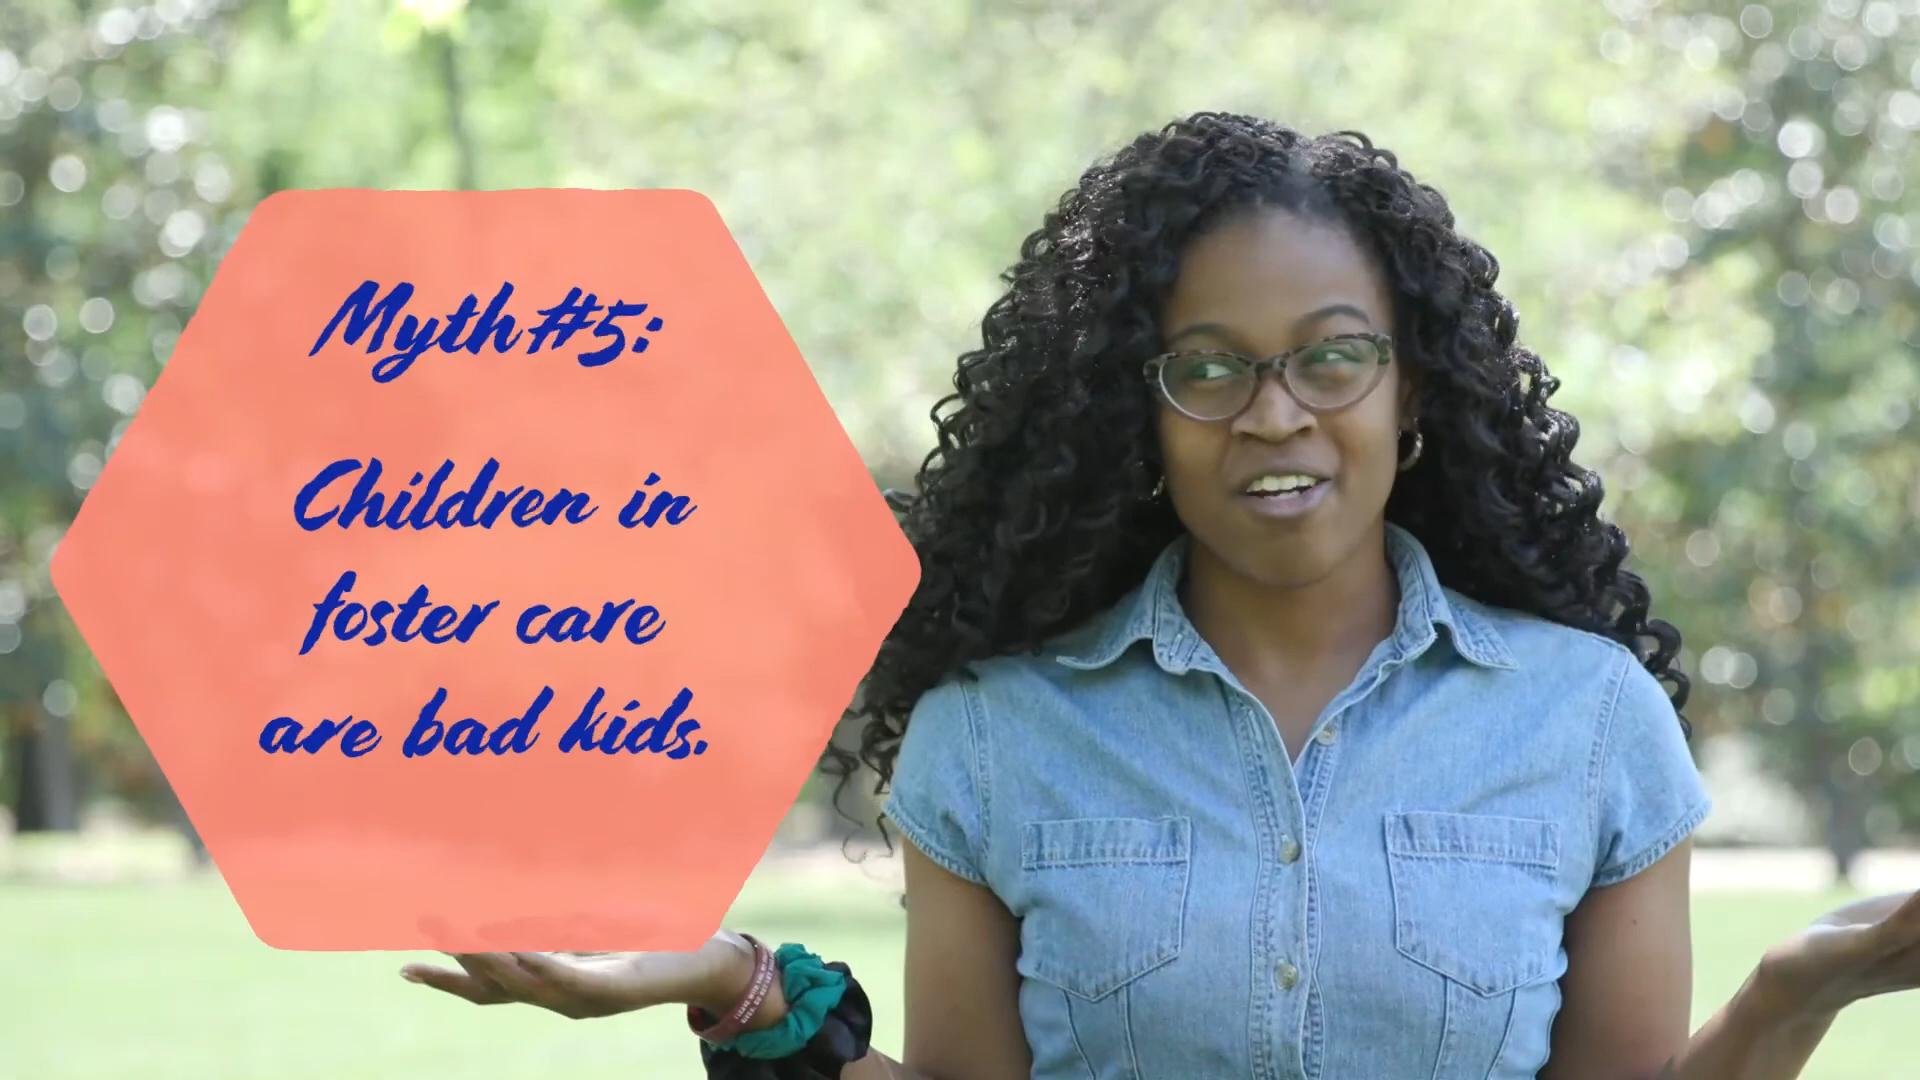 Myth #5:
Children in
foster care
are bad kids.